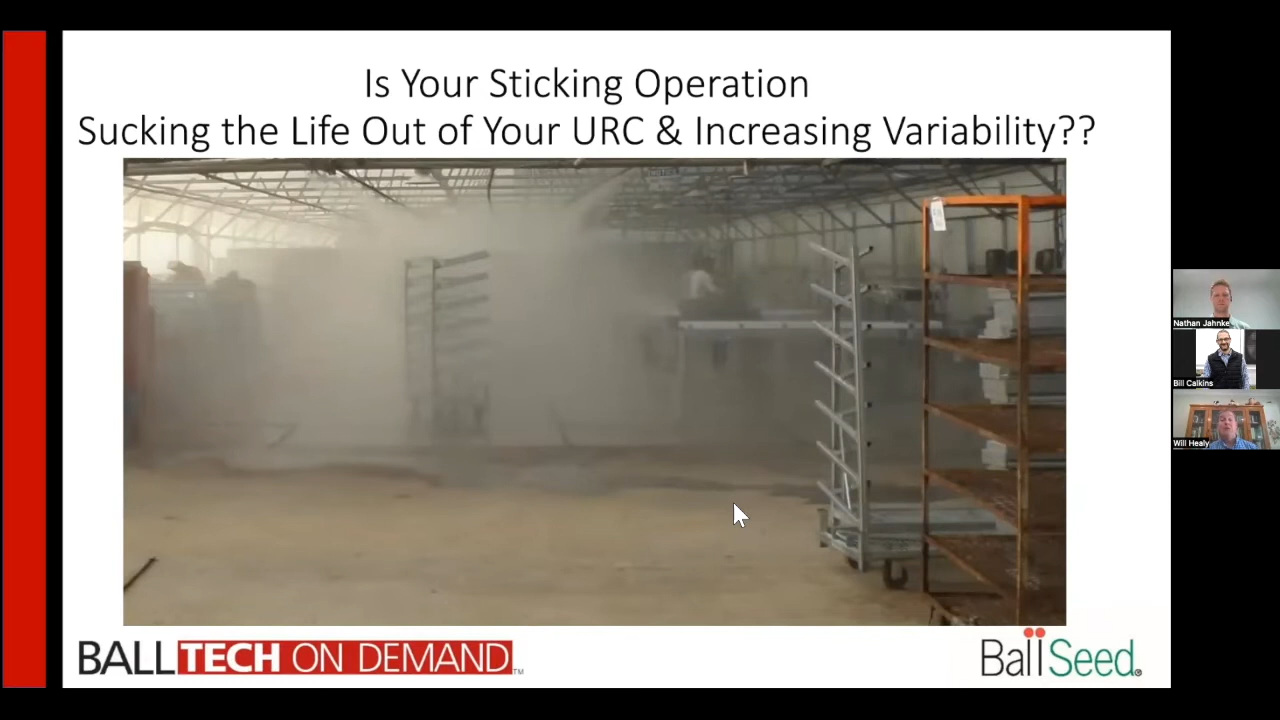 Is Your Sticking Operation
Sucking the Life Out of Your URC & Increasing Variability??
Nathan Jahnke
Bill Calkins
Will Healy
BALLTECH ON DEMAND™
Ball Seed®